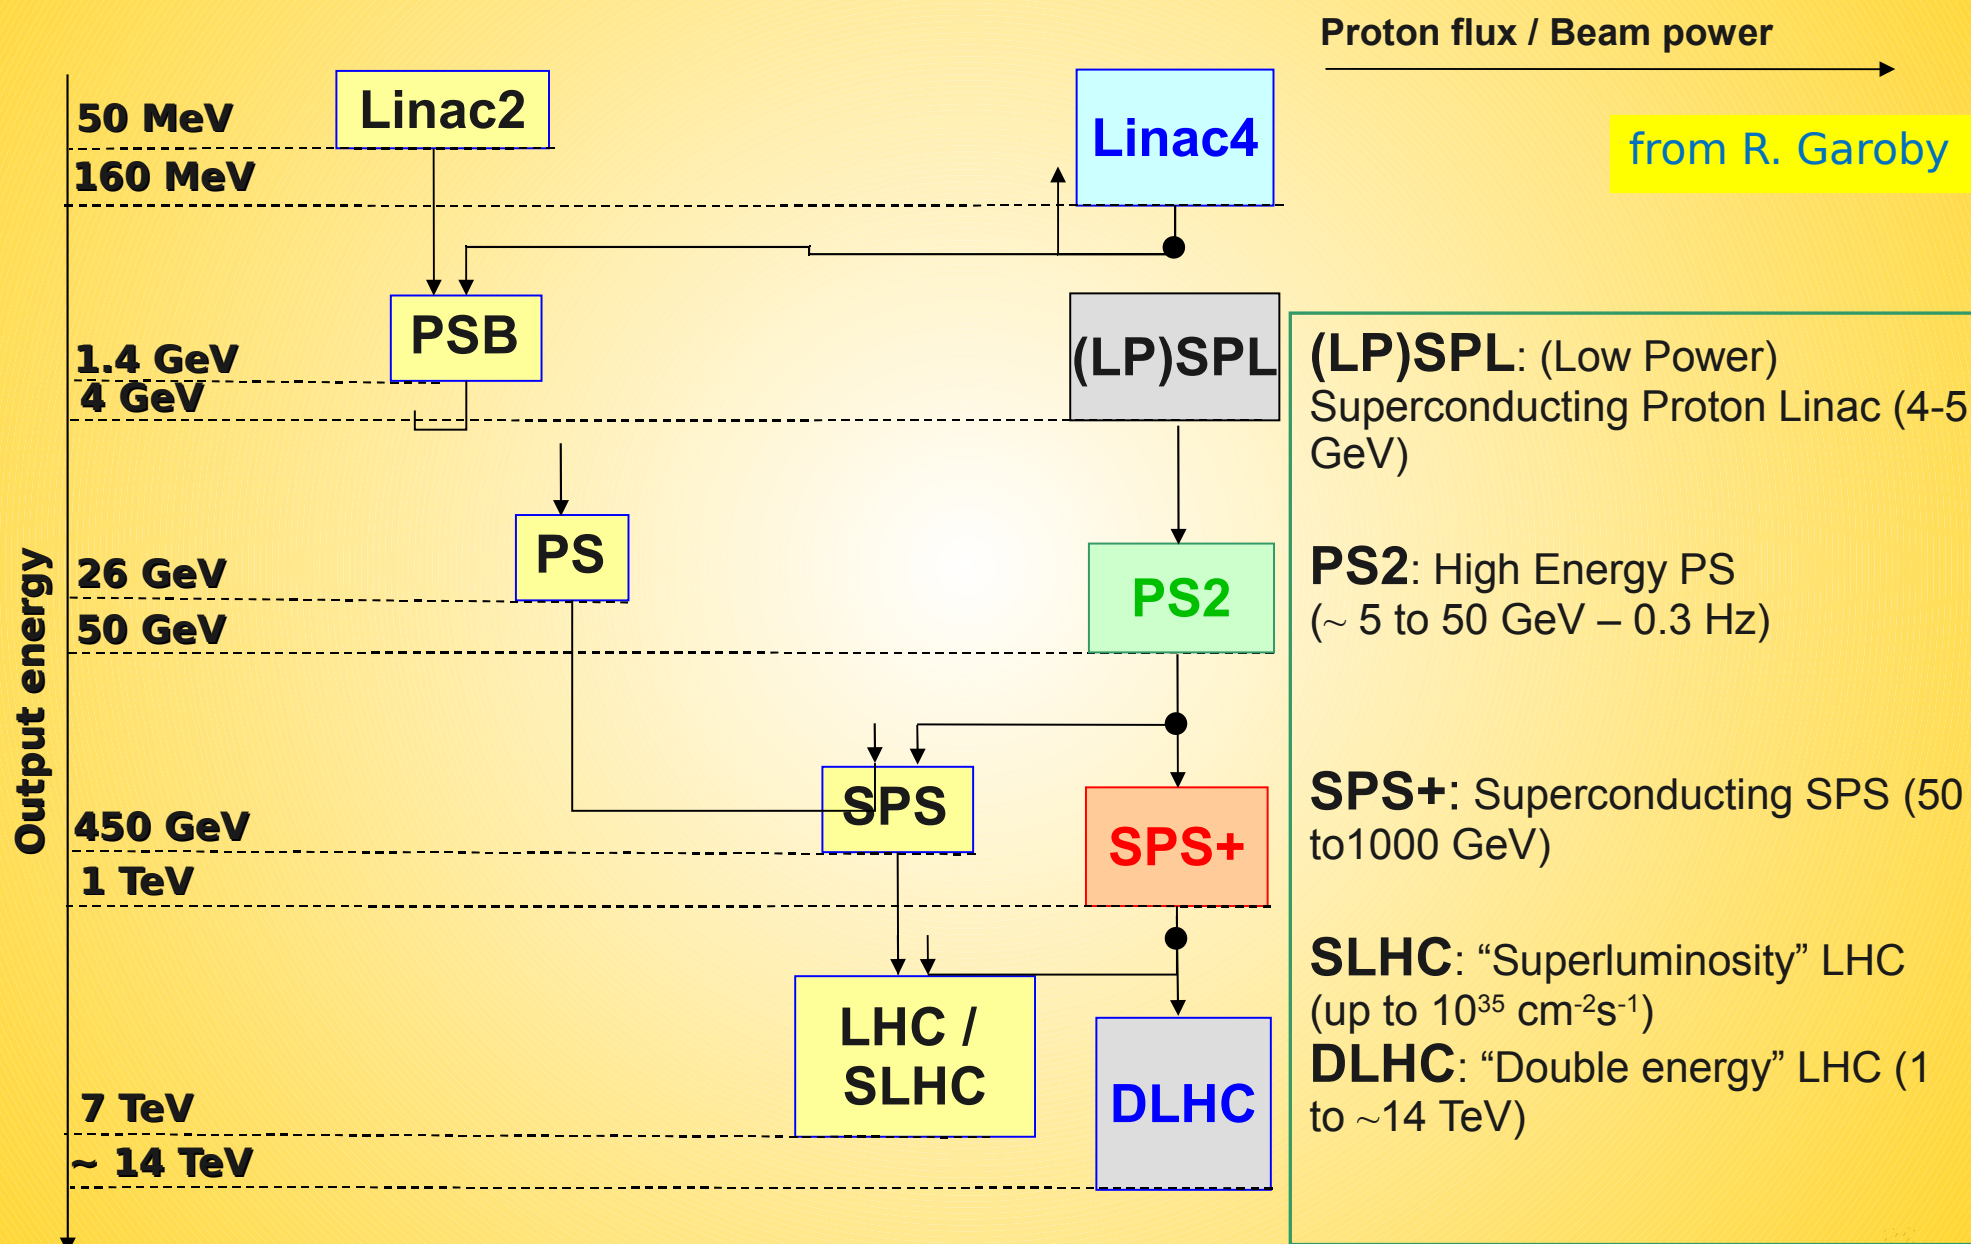 Proton flux / Beam power
from R. Garoby
Output energy
50 MeV
160 MeV
1.4 GeV
4 GeV
26 GeV
50 GeV
450 GeV
1 TeV
7 TeV
~ 14 TeV
Linac2
Linac4
PSB
(LP)SPL
PS
PS2
SPS
SPS+
LHC /
SLHC
DLHC
(LP)SPL: (Low Power)
Superconducting Proton Linac (4-5
GeV)
PS2: High Energy PS
(~ 5 to 50 GeV – 0.3 Hz)
SPS+: Superconducting SPS (50
to1000 GeV)
SLHC: “Superluminosity” LHC
(up to 10³⁵ cm⁻²s⁻¹)
DLHC: “Double energy” LHC (1
to ~14 TeV)